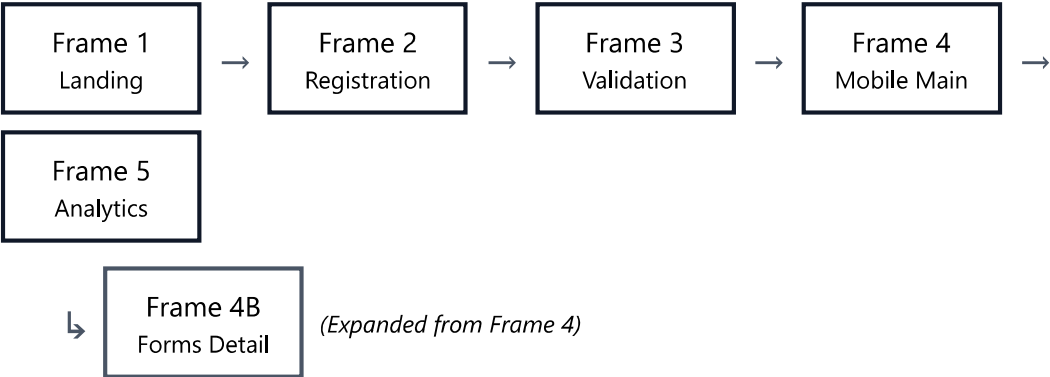 Frame 1
Landing
→
Frame 2
Registration
→
Frame 3
Validation
→
Frame 4
Mobile Main
→
Frame 5
Analytics
↳
Frame 4B
Forms Detail
(Expanded from Frame 4)